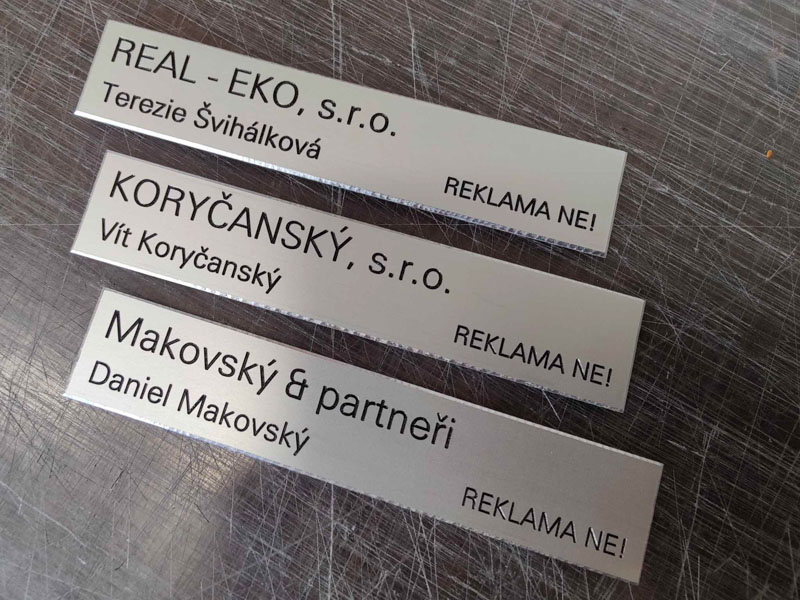 REAL - EKO, s.r.o.
Terezie Švihálková
REKLAMA NE!
KORYČANSKÝ, s.r.o.
Vít Koryčanský
REKLAMA NE!
Makovský & partneři
Daniel Makovský
REKLAMA NE!